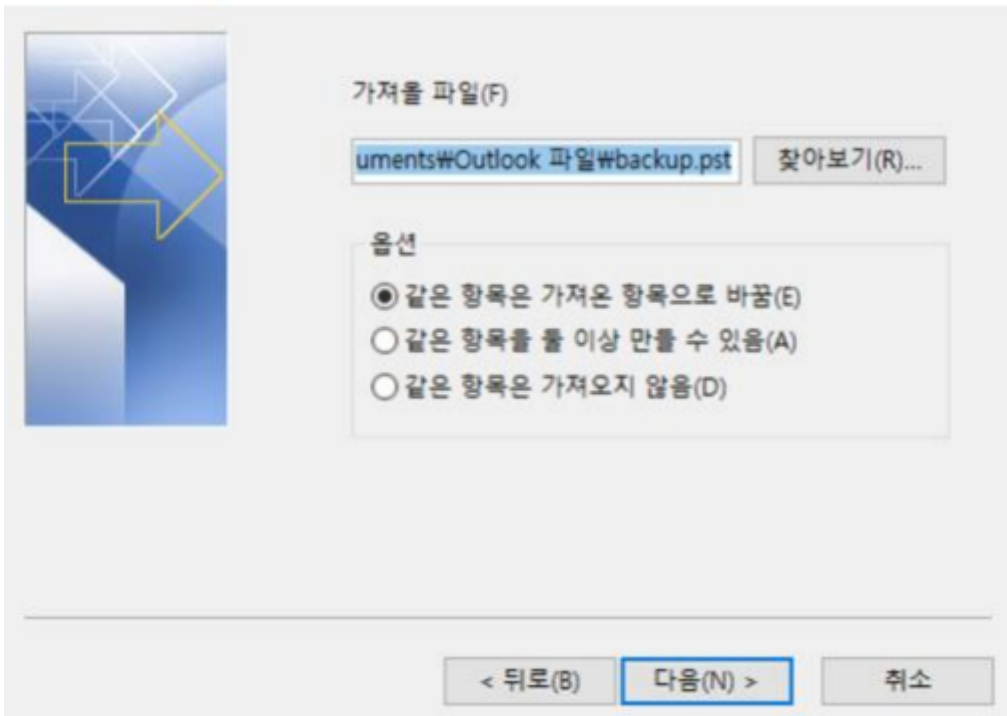 가져올 파일(F)
uments₩Outlook 파일₩backup.pst
찾아보기(R)...
옵션
같은 항목은 가져온 항목으로 바꿈(E)
같은 항목을 둘 이상 만들 수 있음(A)
같은 항목은 가져오지 않음(D)
< 뒤로(B)
다음(N) >
취소